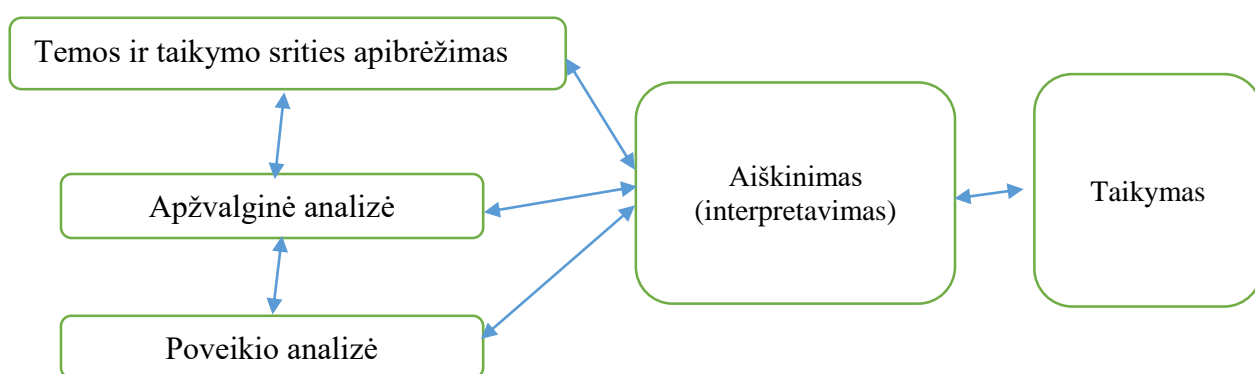 Temos ir taikymo srities apibrėžimas
Apžvalginė analizė
Poveikio analizė
Aiškinimas
(interpretavimas)
Taikymas